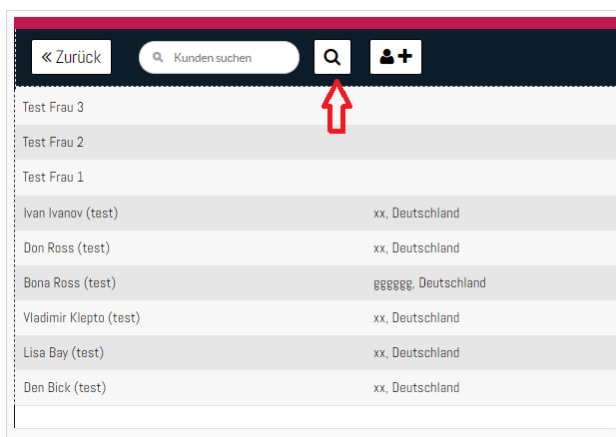 « Zurück Kunden suchen
Test Frau 3
Test Frau 2
Test Frau 1
Ivan Ivanov (test) xx, Deutschland
Don Ross (test) xx, Deutschland
Bona Ross (test) gggggg, Deutschland
Vladimir Klepto (test) xx, Deutschland
Lisa Bay (test) xx, Deutschland
Den Bick (test) xx, Deutschland